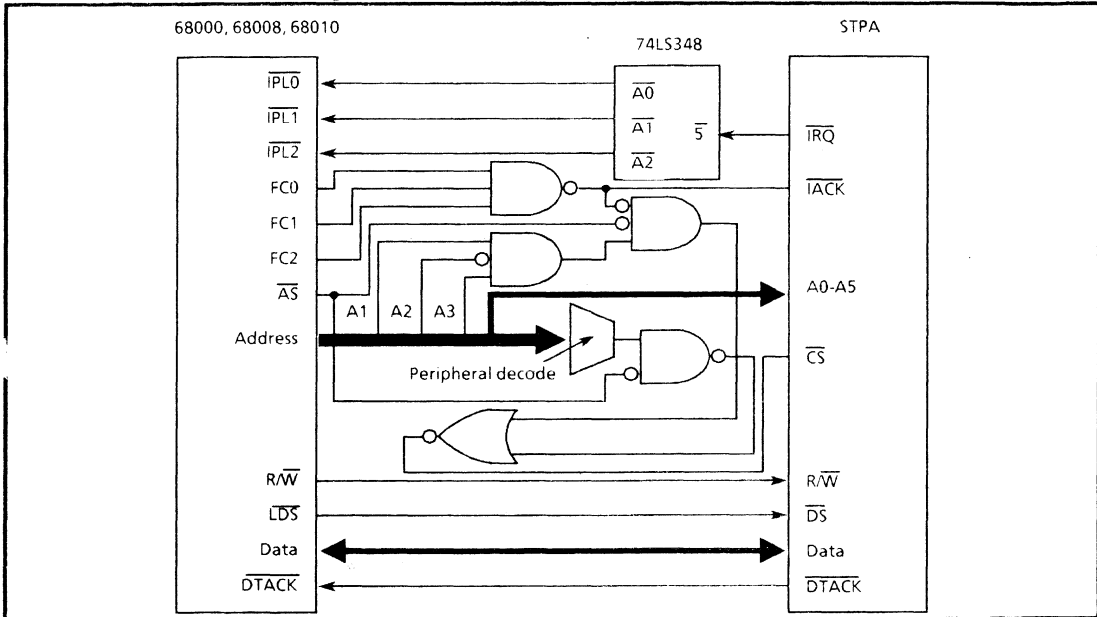 68000, 68008, 68010
74LS348
STPA
IPL0
IPL1
IPL2
FC0
FC1
FC2
AS
Address
R/W
LDS
Data
DTACK
A0
A1
A2
5
A1
A2
A3
Peripheral decode
IRQ
IACK
A0-A5
CS
R/W
DS
Data
DTACK